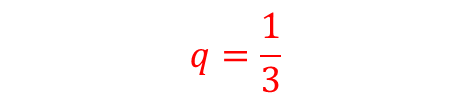 q = 1/3